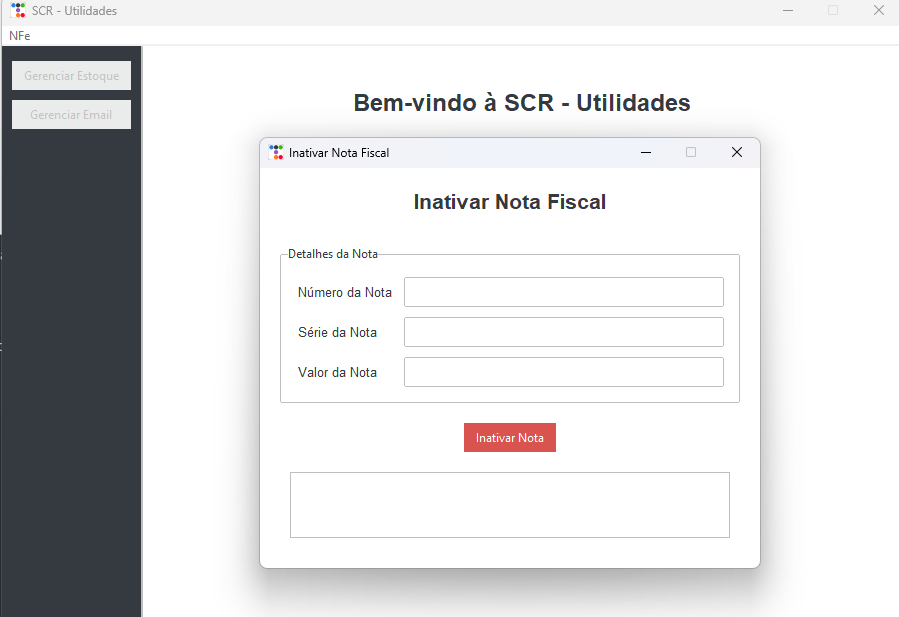 SCR - Utilidades
NFe
Gerenciar Estoque
Gerenciar Email
Bem-vindo à SCR - Utilidades
Inativar Nota Fiscal
Inativar Nota Fiscal
Detalhes da Nota
Número da Nota
Série da Nota
Valor da Nota
Inativar Nota